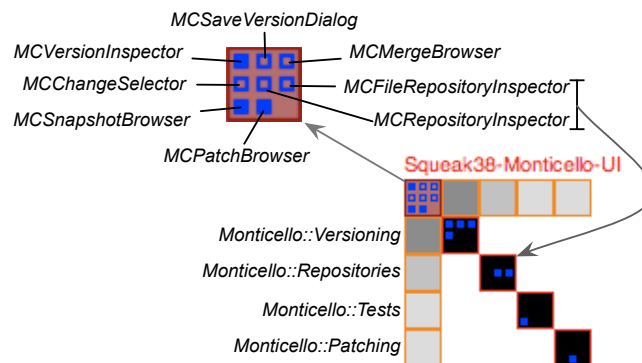 MCSaveVersionDialog
MCVersionInspector
MCMergeBrowser
MCChangeSelector
MCFileRepositoryInspector
MCSnapshotBrowser
MCRepositoryInspector
MCPatchBrowser
Squeak38-Monticello-UI
Monticello::Versioning
Monticello::Repositories
Monticello::Tests
Monticello::Patching